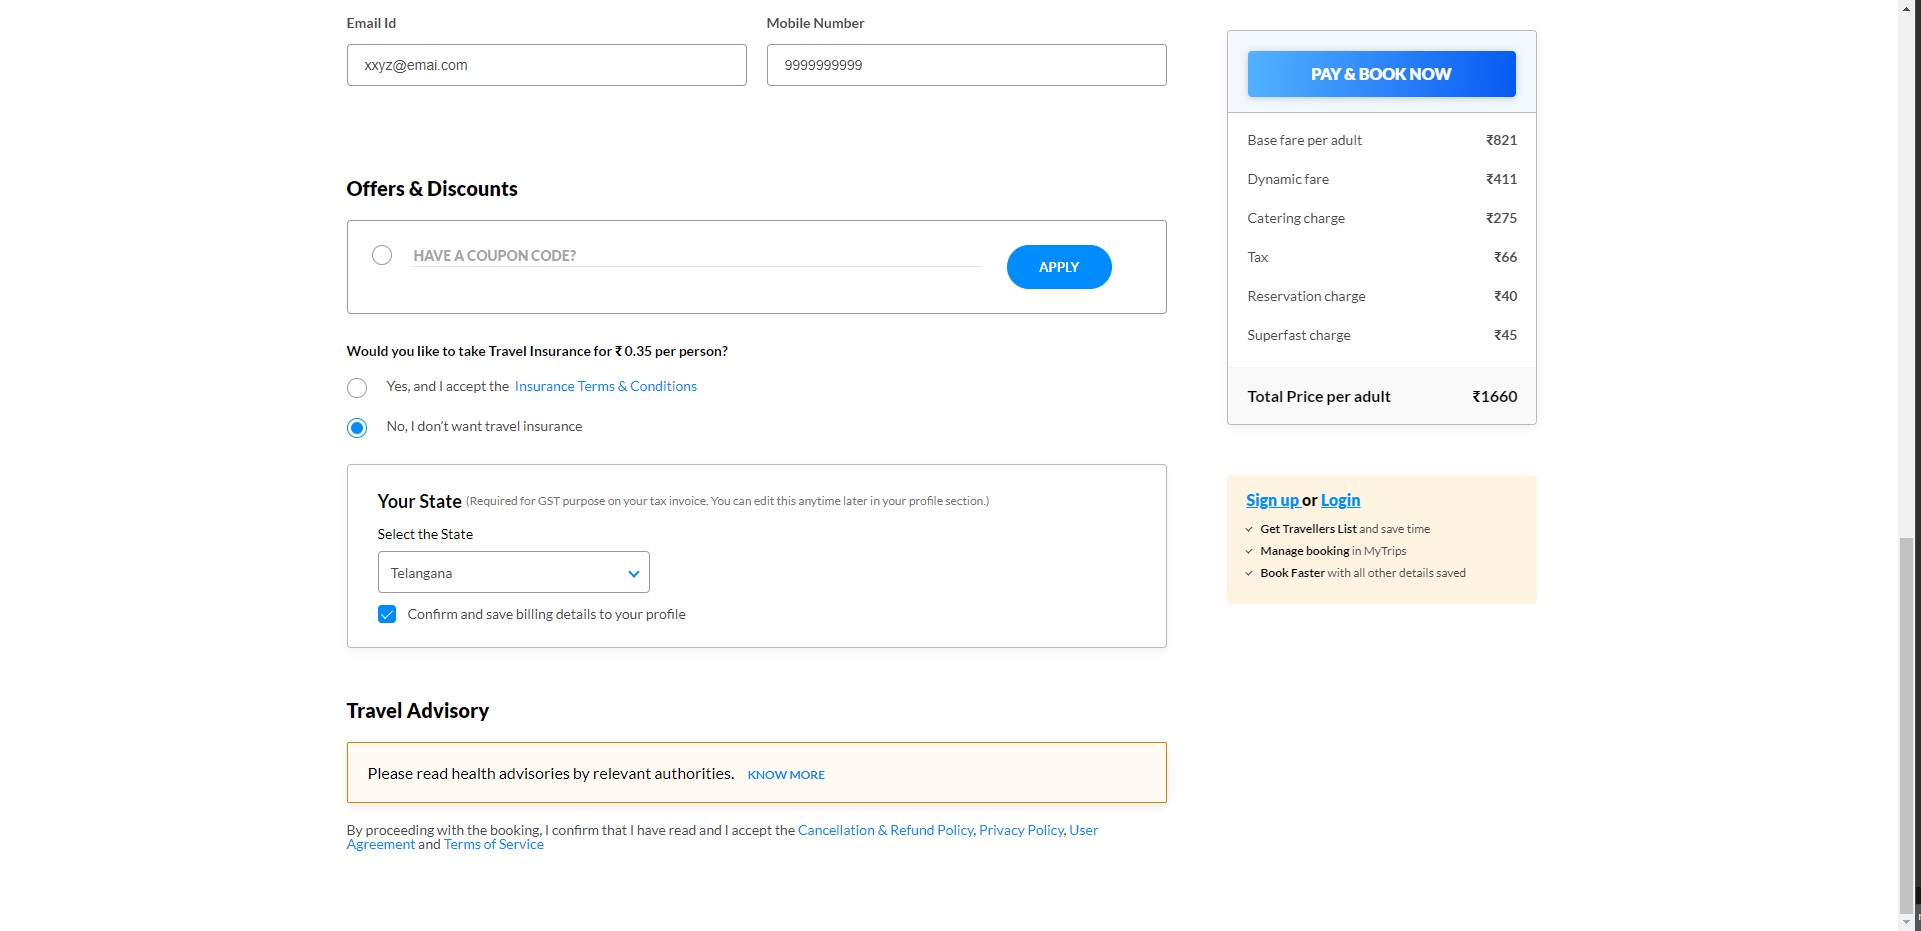 Email Id
xxyz@emai.com
Mobile Number
9999999999
Offers & Discounts
HAVE A COUPON CODE?
APPLY
Would you like to take Travel Insurance for ₹ 0.35 per person?
Yes, and I accept the Insurance Terms & Conditions
No, I don't want travel insurance
Your State (Required for GST purpose on your tax invoice. You can edit this anytime later in your profile section.)
Select the State
Telangana
Confirm and save billing details to your profile
Travel Advisory
Please read health advisories by relevant authorities. KNOW MORE
By proceeding with the booking, I confirm that I have read and I accept the Cancellation & Refund Policy, Privacy Policy, User
Agreement and Terms of Service
PAY & BOOK NOW
Base fare per adult ₹821
Dynamic fare ₹411
Catering charge ₹275
Tax ₹66
Reservation charge ₹40
Superfast charge ₹45
Total Price per adult ₹1660
Sign up or Login
Get Travellers List and save time
Manage booking in MyTrips
Book Faster with all other details saved